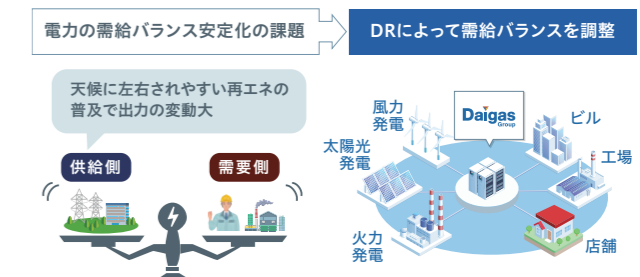 電力の需給バランス安定化の課題
DRによって需給バランスを調整
天候に左右されやすい再エネの
普及で出力の変動大
供給側
需要側
風力
発電
Daigas
Group
ビル
太陽光
発電
工場
火力
発電
店舗